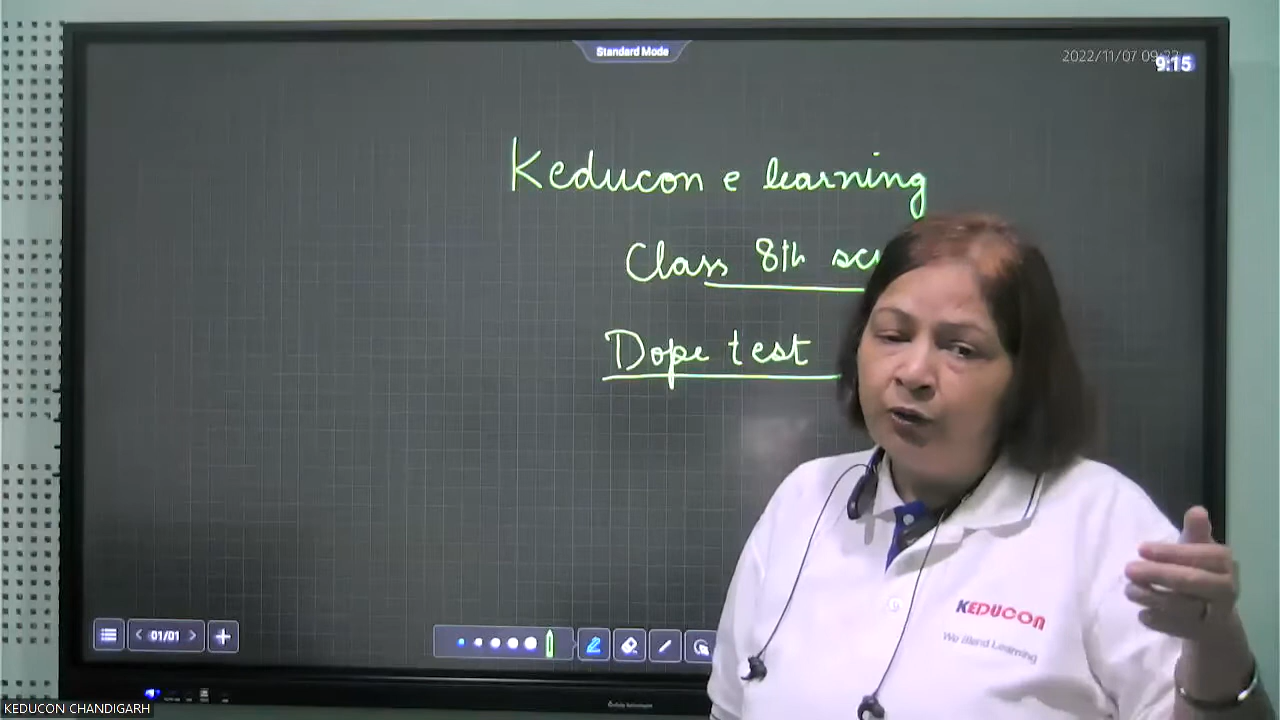 Standard Mode
2022/11/07
9:15
Keducon e learning
Class 8th
Dope test
KEDUCON
We Blend Learning
01/01
KEDUCON CHANDIGARH